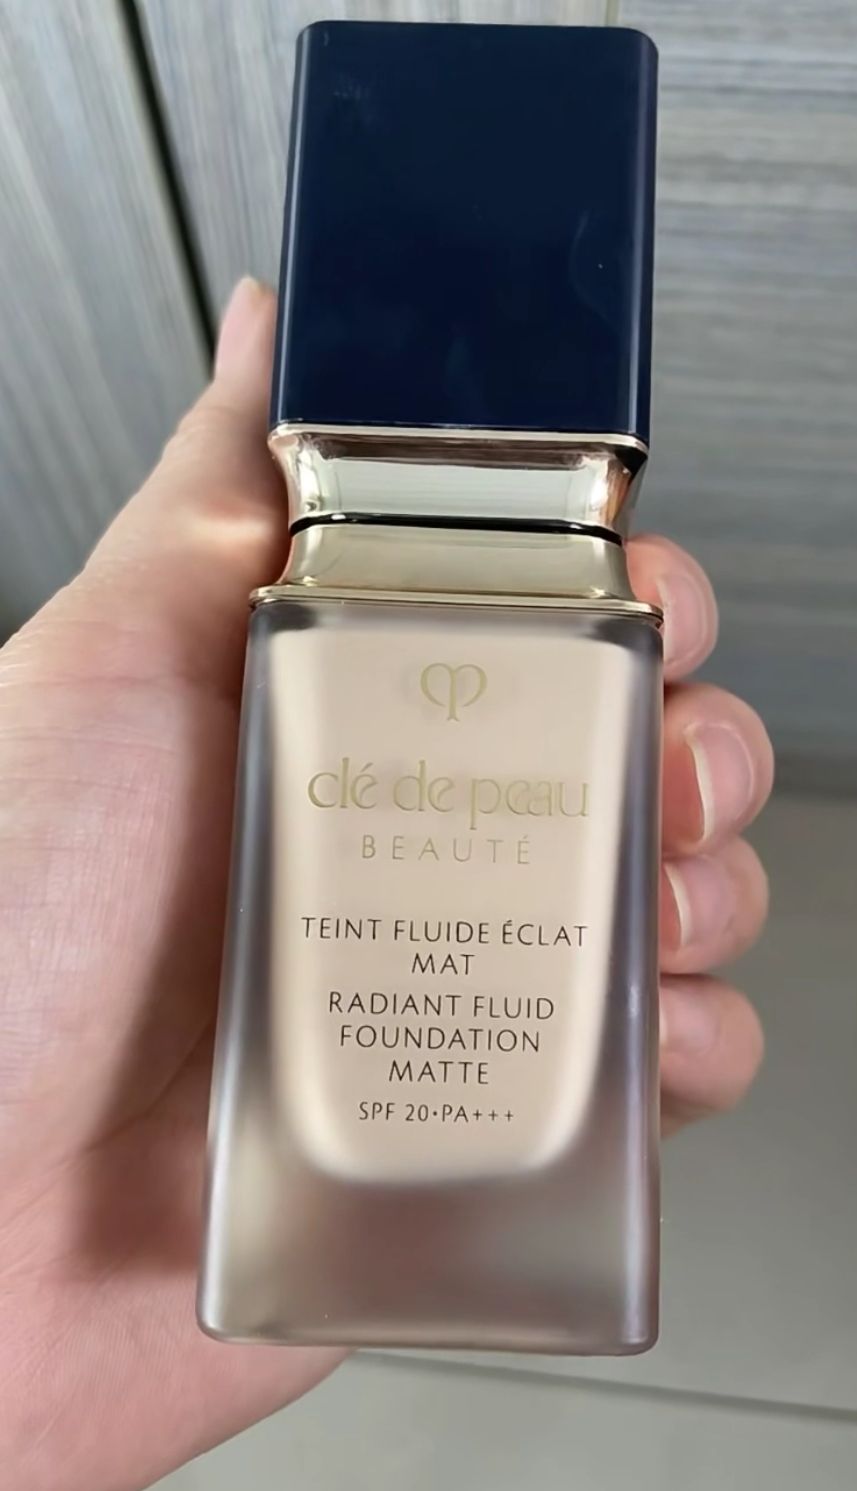 clé de peau
BEAUTÉ
TEINT FLUIDE ÉCLAT
MAT
RADIANT FLUID
FOUNDATION
MATTE
SPF 20·PA+++